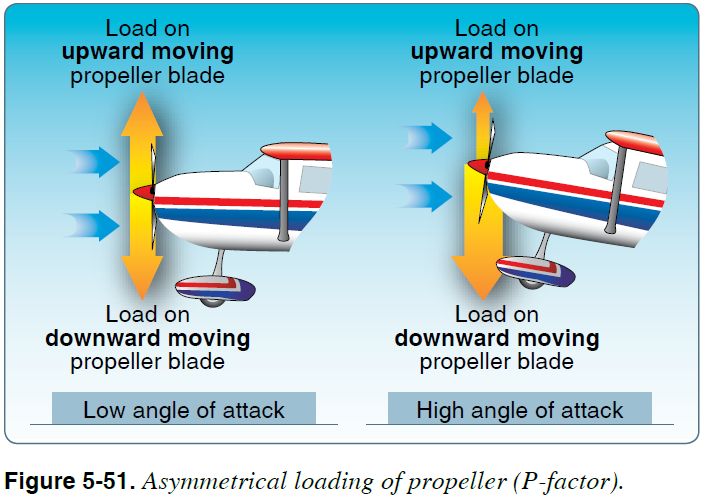 Load on
upward moving
propeller blade
Load on
upward moving
propeller blade
Load on
downward moving
propeller blade
Load on
downward moving
propeller blade
Low angle of attack
High angle of attack
Figure 5-51. Asymmetrical loading of propeller (P-factor).